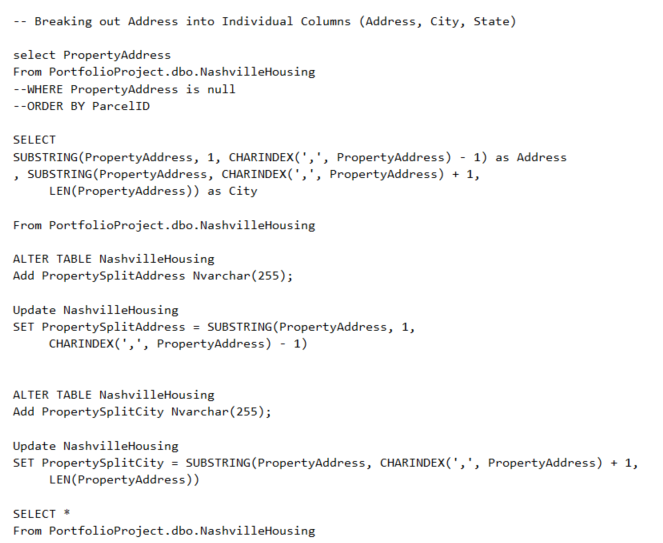 -- Breaking out Address into Individual Columns (Address, City, State)
select PropertyAddress
From PortfolioProject.dbo.NashvilleHousing
--WHERE PropertyAddress is null
--ORDER BY ParcelID
SELECT
SUBSTRING(PropertyAddress, 1, CHARINDEX(',', PropertyAddress) - 1) as Address
, SUBSTRING(PropertyAddress, CHARINDEX(',', PropertyAddress) + 1,
LEN(PropertyAddress)) as City
From PortfolioProject.dbo.NashvilleHousing
ALTER TABLE NashvilleHousing
Add PropertySplitAddress Nvarchar(255);
Update NashvilleHousing
SET PropertySplitAddress = SUBSTRING(PropertyAddress, 1,
CHARINDEX(',', PropertyAddress) - 1)
ALTER TABLE NashvilleHousing
Add PropertySplitCity Nvarchar(255);
Update NashvilleHousing
SET PropertySplitCity = SUBSTRING(PropertyAddress, CHARINDEX(',', PropertyAddress) + 1,
LEN(PropertyAddress))
SELECT *
From PortfolioProject.dbo.NashvilleHousing